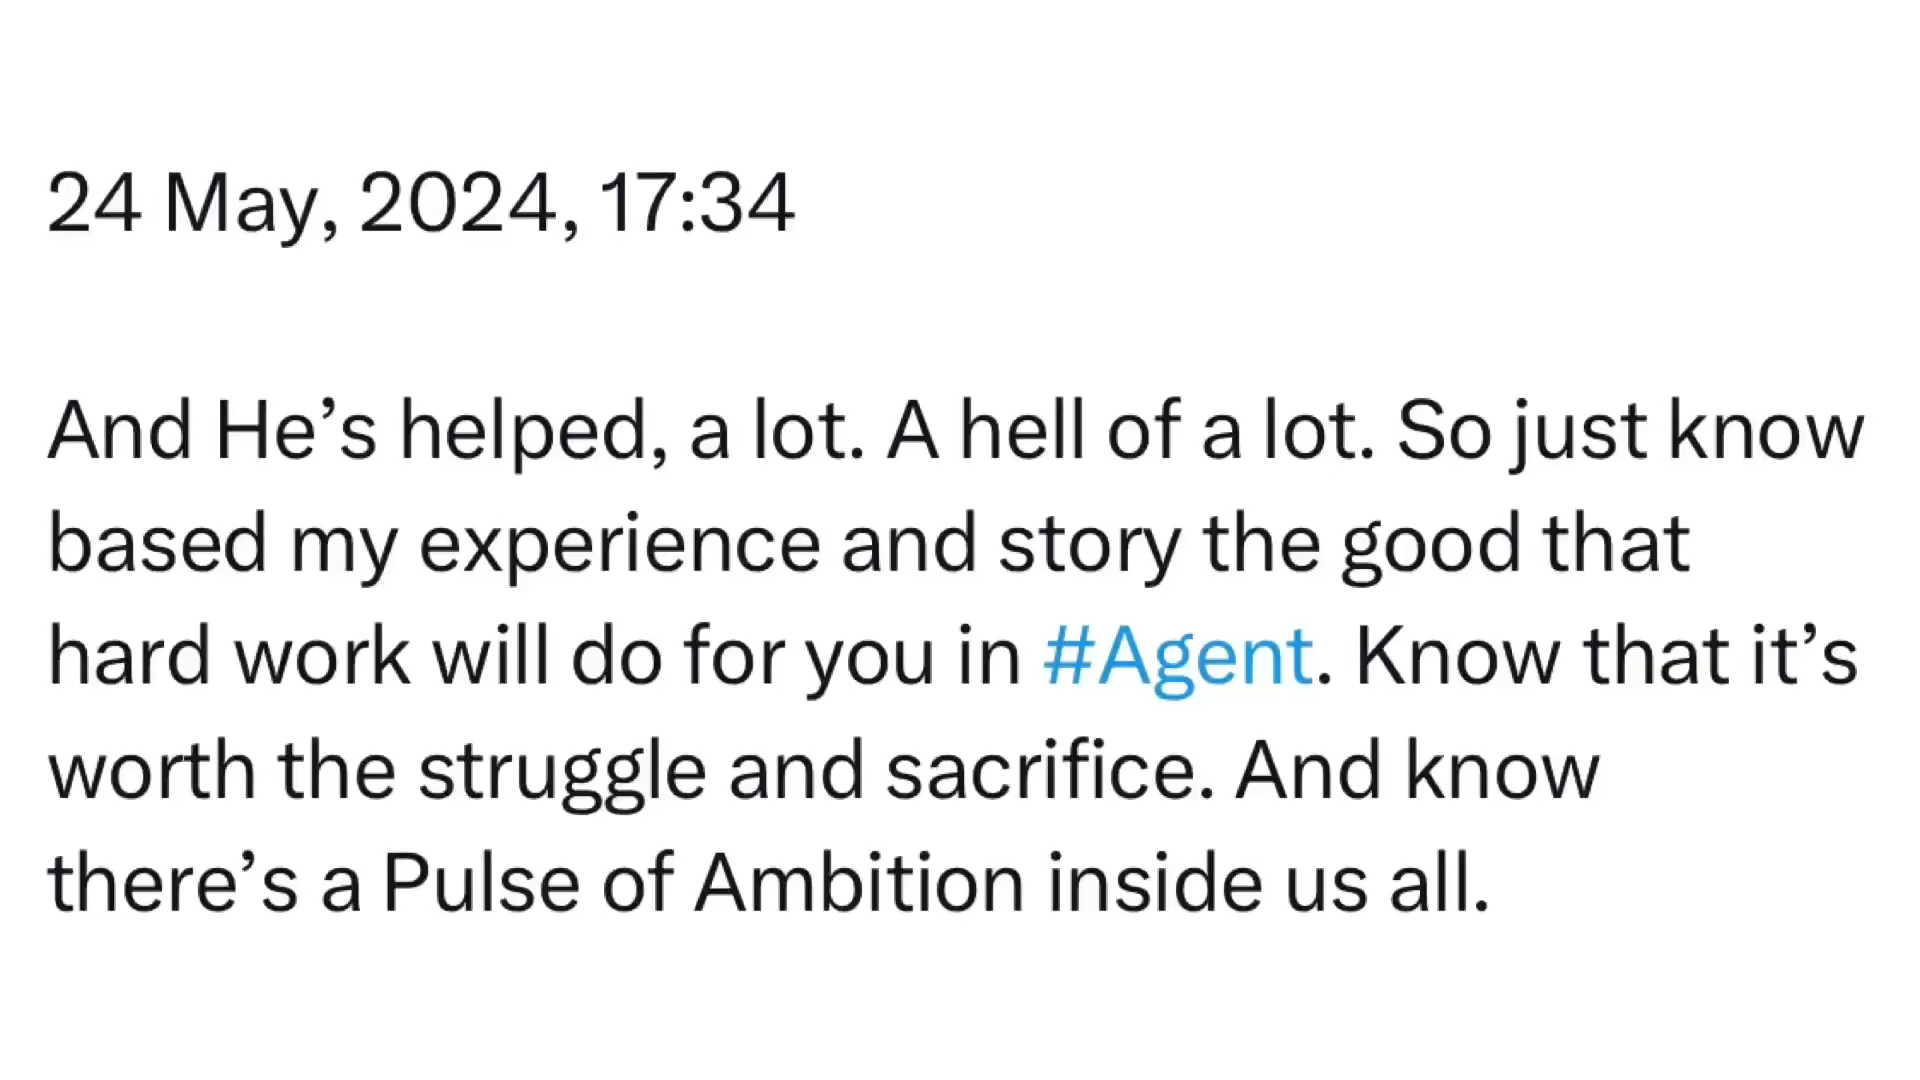 24 May, 2024, 17:34
And He’s helped, a lot. A hell of a lot. So just know
based my experience and story the good that
hard work will do for you in #Agent. Know that it’s
worth the struggle and sacrifice. And know
there’s a Pulse of Ambition inside us all.